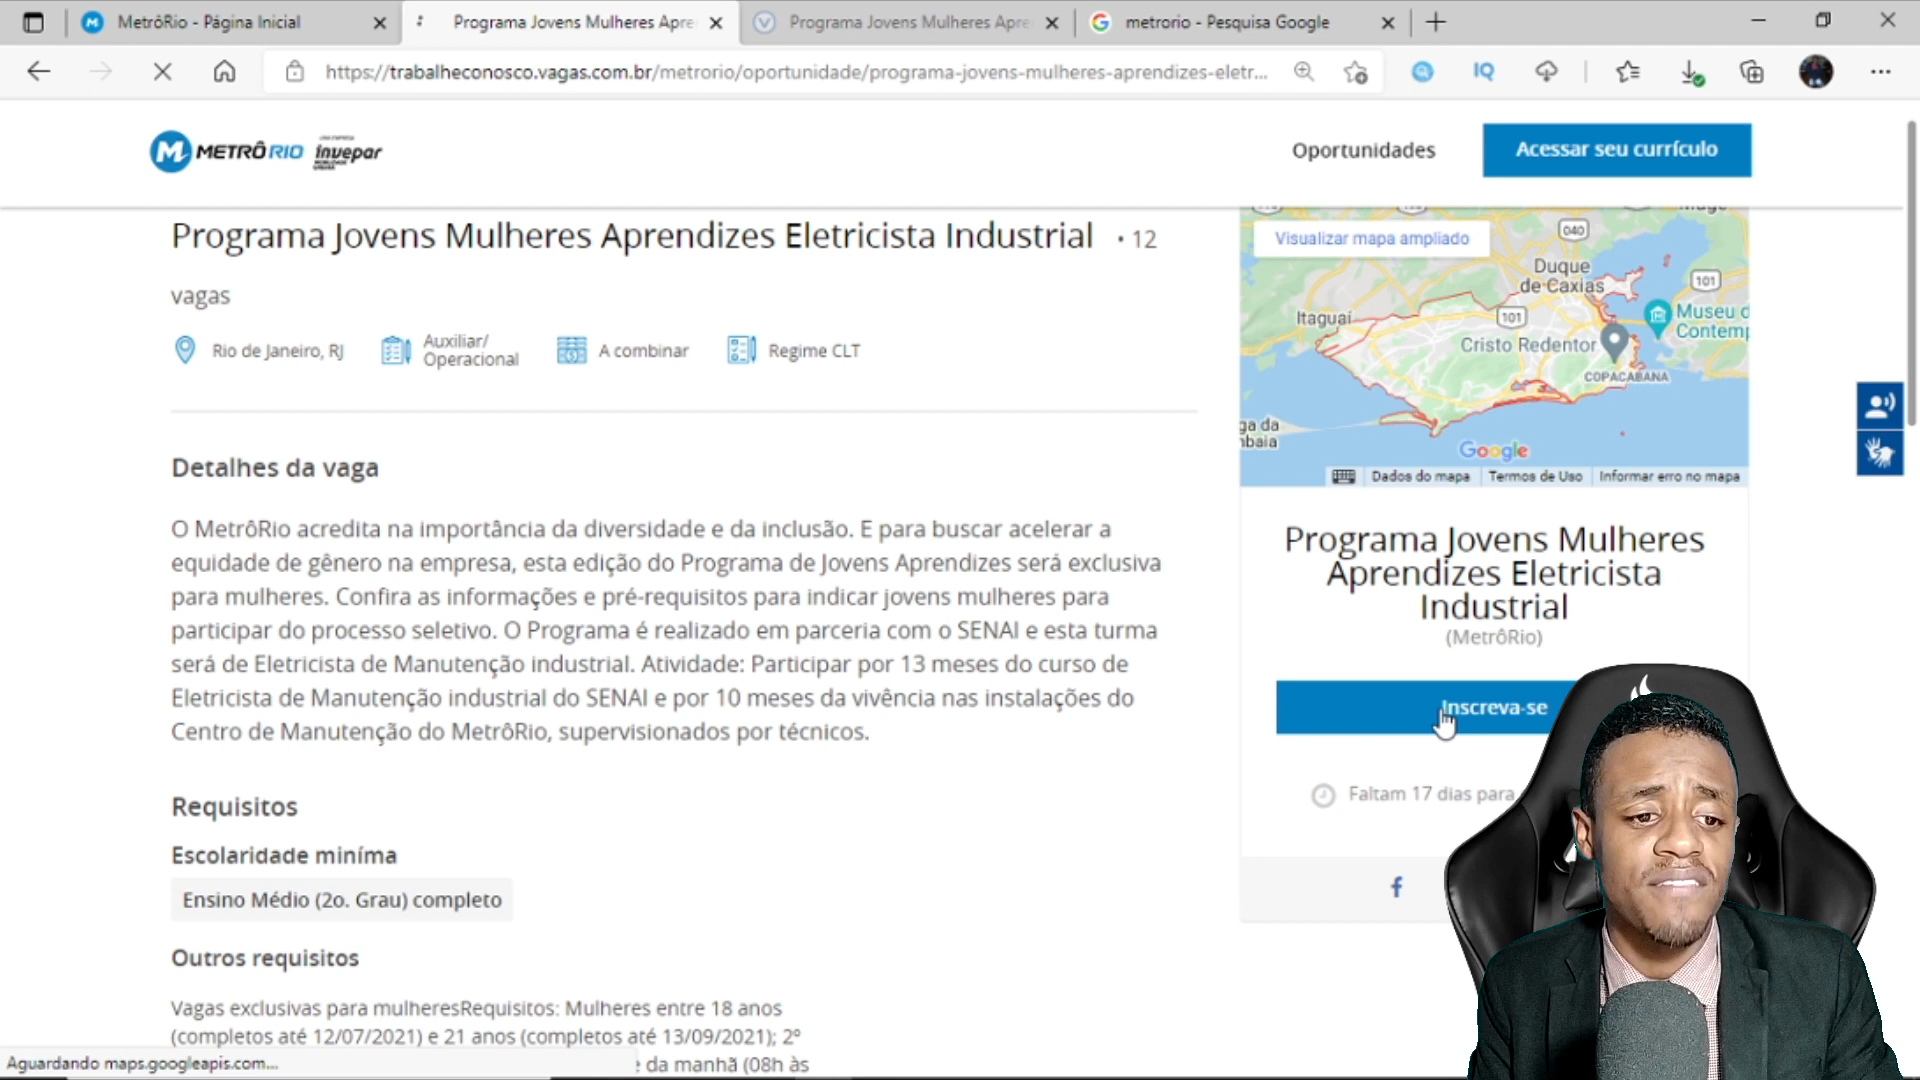 MetrôRio - Página Inicial
Programa Jovens Mulheres Apre
Programa Jovens Mulheres Apre
metrorio - Pesquisa Google
https://trabalheconosco.vagas.com.br/metrorio/oportunidade/programa-jovens-mulheres-aprendizes-eletr...
IQ
METRÔRIO invepar
Oportunidades
Acessar seu currículo
Programa Jovens Mulheres Aprendizes Eletricista Industrial • 12
vagas
Rio de Janeiro, RJ
Auxiliar/
Operacional
A combinar
Regime CLT
Visualizar mapa ampliado
040
Duque
de Caxias
101
Itaguaí
101
Museu d
Contemp
Cristo Redentor
COPACABANA
ga da
nbaia
Google
Dados do mapa
Termos de Uso
Informar erro no mapa
Detalhes da vaga
O MetrôRio acredita na importância da diversidade e da inclusão. E para buscar acelerar a
equidade de gênero na empresa, esta edição do Programa de Jovens Aprendizes será exclusiva
para mulheres. Confira as informações e pré-requisitos para indicar jovens mulheres para
participar do processo seletivo. O Programa é realizado em parceria com o SENAI e esta turma
será de Eletricista de Manutenção industrial. Atividade: Participar por 13 meses do curso de
Eletricista de Manutenção industrial do SENAI e por 10 meses da vivência nas instalações do
Centro de Manutenção do MetrôRio, supervisionados por técnicos.
Programa Jovens Mulheres
Aprendizes Eletricista
Industrial
(MetrôRio)
Inscreva-se
Faltam 17 dias para
Requisitos
Escolaridade miníma
Ensino Médio (2o. Grau) completo
Outros requisitos
Vagas exclusivas para mulheresRequisitos: Mulheres entre 18 anos
(completos até 12/07/2021) e 21 anos (completos até 13/09/2021); 2º
da manhã (08h às
Aguardando maps.googleapis.com...